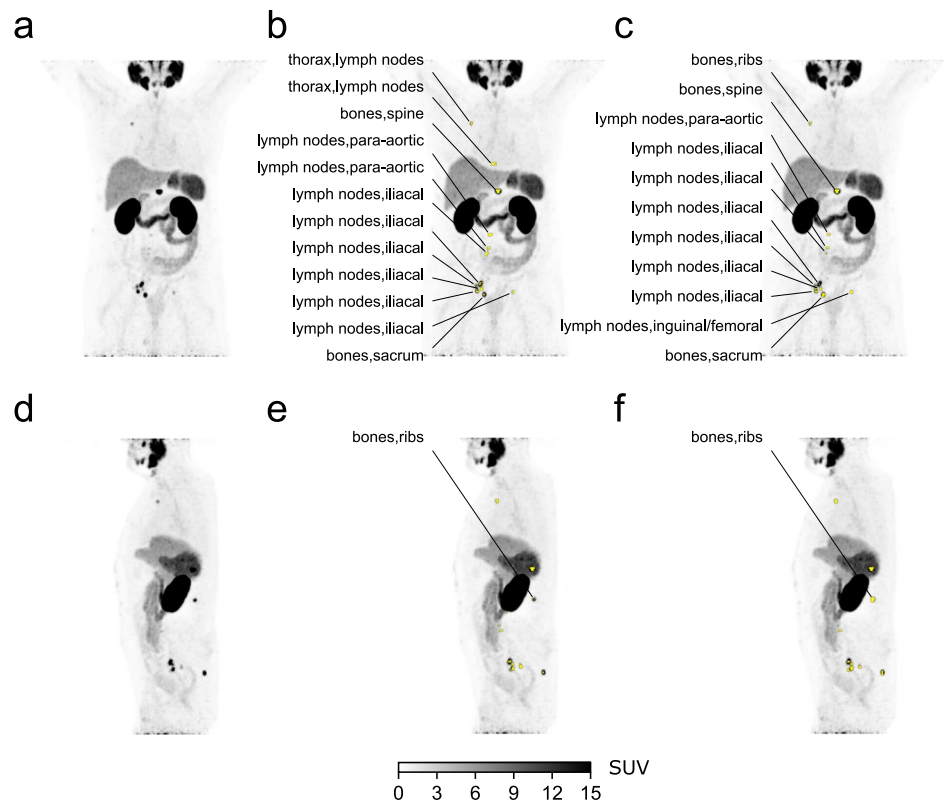 a
b
c
thorax,lymph nodes
thorax,lymph nodes
bones,spine
lymph nodes,para-aortic
lymph nodes,para-aortic
lymph nodes,iliacal
lymph nodes,iliacal
lymph nodes,iliacal
lymph nodes,iliacal
lymph nodes,iliacal
lymph nodes,iliacal
bones,sacrum
bones,ribs
bones,spine
lymph nodes,para-aortic
lymph nodes,iliacal
lymph nodes,iliacal
lymph nodes,iliacal
lymph nodes,iliacal
lymph nodes,iliacal
lymph nodes,iliacal
lymph nodes,inguinal/femoral
bones,sacrum
d
e
f
bones,ribs
bones,ribs
SUV
0 3 6 9 12 15